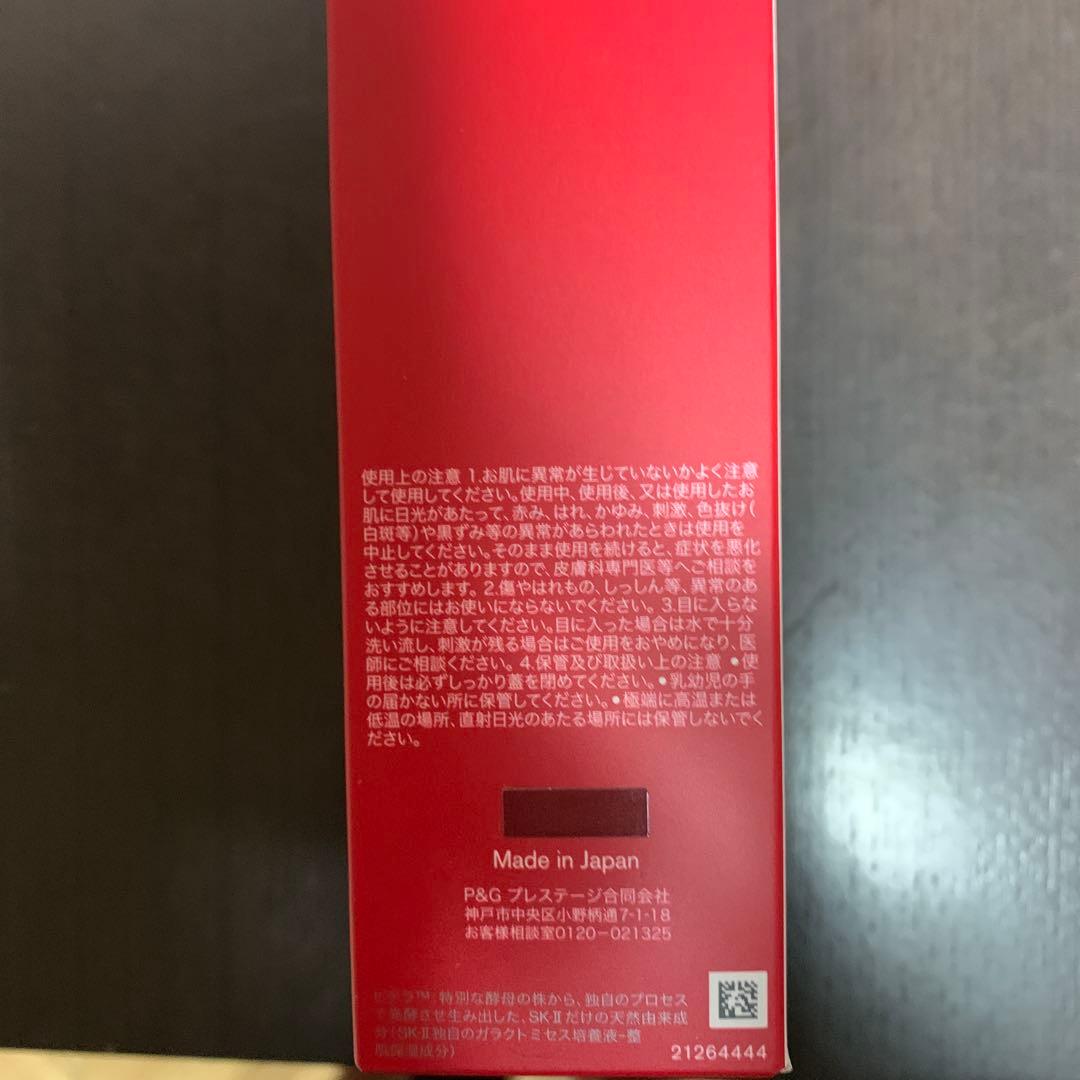 使用上の注意 1.お肌に異常が生じていないかよく注意
して使用してください。使用中、使用後、又は使用したお
肌に日光があたって、赤み、はれ、かゆみ、刺激、色抜け(
白斑等)や黒ずみ等の異常があらわれたときは使用を
中止してください。そのまま使用を続けると、症状を悪化
させることがありますので、皮膚科専門医等へご相談を
おすすめします。 2.傷やはれもの、しっしん等、異常のあ
る部位にはお使いにならないでください。 3.目に入らな
いように注意してください。目に入った場合は水で十分
洗い流し、刺激が残る場合はご使用をおやめになり、医
師にご相談ください。 4.保管及び取扱い上の注意 •使
用後は必ずしっかり蓋を閉めてください。•乳幼児の手
の届かない所に保管してください。•極端に高温または
低温の場所、直射日光のあたる場所には保管しないでく
ださい。
Made in Japan
P&G プレステージ合同会社
神戸市中央区小野柄通7-1-18
お客様相談室0120-021325
ピテラ™: 特別な酵母の株から、独自のプロセス
で発酵させ生み出した、SK-IIだけの天然由来成
分(SK-II独自のガラクトミセス培養液-整
肌保湿成分)
21264444